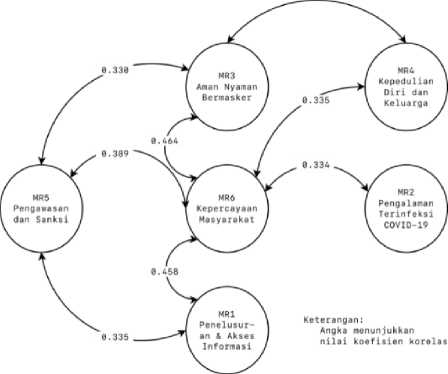 0.330
MR3
Aman Nyaman
Bermasker
MR4
Kepedulian
Diri dan
Keluarga
0.335
0.464
0.389
0.334
MR5
Pengawasan
dan Sanksi
MR6
Kepercayaan
Masyarakat
MR2
Pengalaman
Terinfeksi
COVID-19
0.458
0.335
MR1
Penelusur-
an & Akses
Informasi
Keterangan:
Angka menunjukkan
nilai koefisien korelas